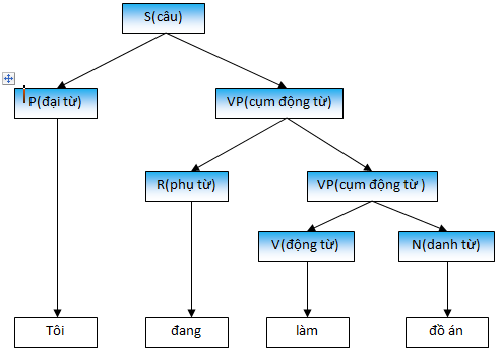 S(câu)
P(đại từ)
VP(cụm động từ)
R(phụ từ)
VP(cụm động từ )
V(động từ)
N(danh từ)
Tôi
đang
làm
đồ án